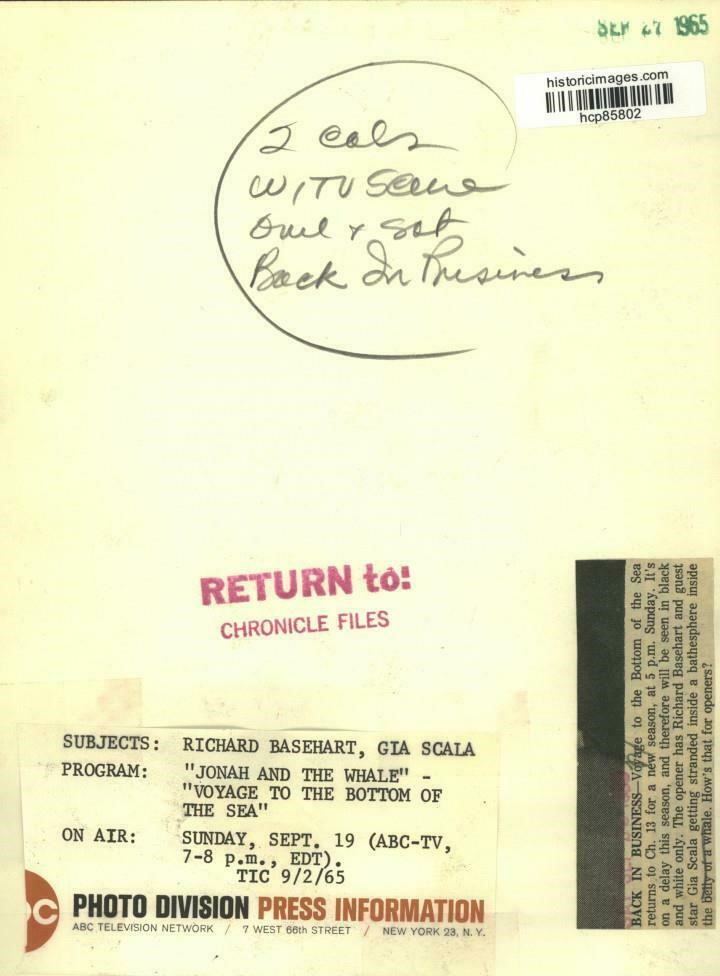 SEP 27 1965
historicimages.com
hcp85802
2 cols
W/TV Scene
Owl & Sat
Back In Business
RETURN to:
CHRONICLE FILES
SUBJECTS: RICHARD BASEHART, GIA SCALA
PROGRAM: "JONAH AND THE WHALE" -
"VOYAGE TO THE BOTTOM OF
THE SEA"
ON AIR: SUNDAY, SEPT. 19 (ABC-TV,
7-8 p.m., EDT).
TIC 9/2/65
PHOTO DIVISION PRESS INFORMATION
ABC TELEVISION NETWORK / 7 WEST 66th STREET / NEW YORK 23, N. Y.
BACK IN BUSINESS—Voyage to the Bottom of the Sea
returns to Ch. 13 for a new season, at 5 p.m. Sunday. It's
on a delay this season, and therefore will be seen in black
and white only. The opener has Richard Basehart and guest
star Gia Scala getting stranded inside a bathesphere inside
the belly of a whale. How's that for openers?